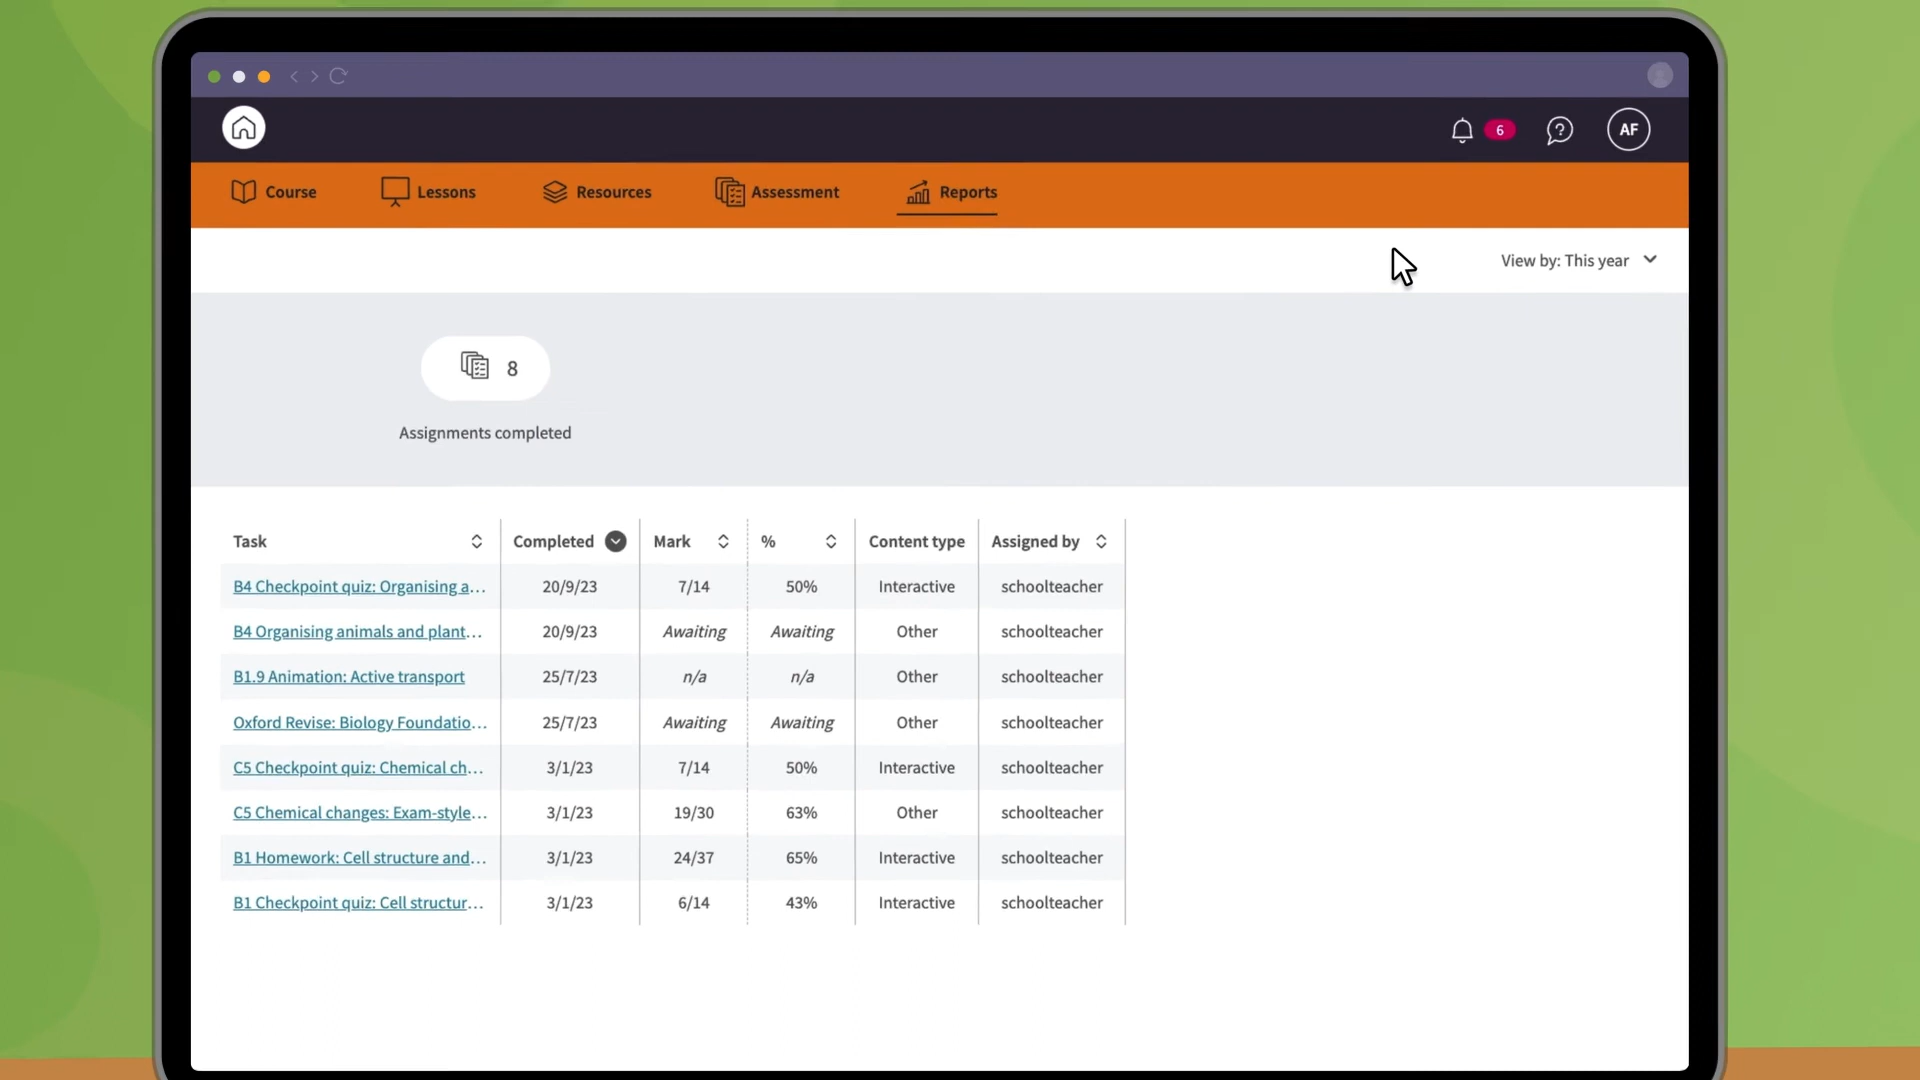 6
AF
Course Lessons Resources Assessment Reports
View by: This year
8
Assignments completed
Task Completed Mark % Content type Assigned by
B4 Checkpoint quiz: Organising a... 20/9/23 7/14 50% Interactive schoolteacher
B4 Organising animals and plant... 20/9/23 Awaiting Awaiting Other schoolteacher
B1.9 Animation: Active transport 25/7/23 n/a n/a Other schoolteacher
Oxford Revise: Biology Foundatio... 25/7/23 Awaiting Awaiting Other schoolteacher
C5 Checkpoint quiz: Chemical ch... 3/1/23 7/14 50% Interactive schoolteacher
C5 Chemical changes: Exam-style... 3/1/23 19/30 63% Other schoolteacher
B1 Homework: Cell structure and... 3/1/23 24/37 65% Interactive schoolteacher
B1 Checkpoint quiz: Cell structur... 3/1/23 6/14 43% Interactive schoolteacher